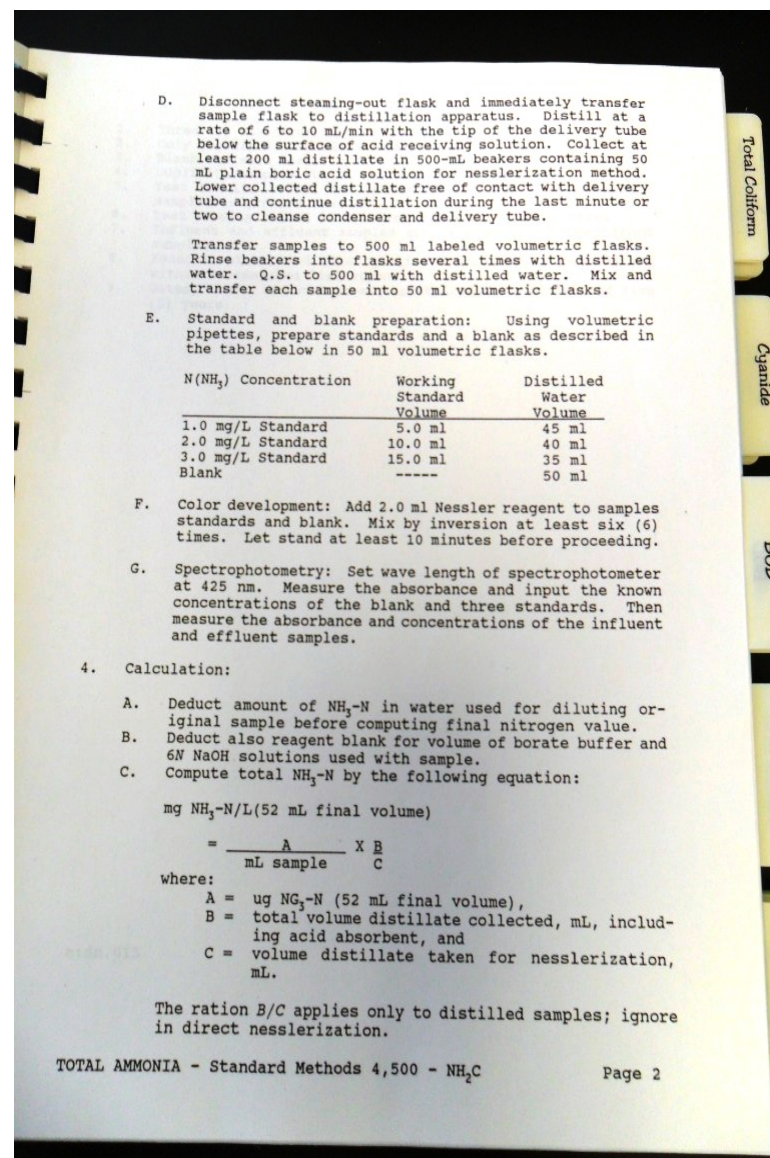 D. Disconnect steaming-out flask and immediately transfer
sample flask to distillation apparatus. Distill at a
rate of 6 to 10 mL/min with the tip of the delivery tube
below the surface of acid receiving solution. Collect at
least 200 ml distillate in 500-mL beakers containing 50
mL plain boric acid solution for nesslerization method.
Lower collected distillate free of contact with delivery
tube and continue distillation during the last minute or
two to cleanse condenser and delivery tube.
Transfer samples to 500 ml labeled volumetric flasks.
Rinse beakers into flasks several times with distilled
water. Q.S. to 500 ml with distilled water. Mix and
transfer each sample into 50 ml volumetric flasks.
E. Standard and blank preparation: Using volumetric
pipettes, prepare standards and a blank as described in
the table below in 50 ml volumetric flasks.
N(NH₃) Concentration Working Distilled
Standard Water
Volume Volume
1.0 mg/L Standard 5.0 ml 45 ml
2.0 mg/L Standard 10.0 ml 40 ml
3.0 mg/L Standard 15.0 ml 35 ml
Blank ----- 50 ml
F. Color development: Add 2.0 ml Nessler reagent to samples
standards and blank. Mix by inversion at least six (6)
times. Let stand at least 10 minutes before proceeding.
G. Spectrophotometry: Set wave length of spectrophotometer
at 425 nm. Measure the absorbance and input the known
concentrations of the blank and three standards. Then
measure the absorbance and concentrations of the influent
and effluent samples.
4. Calculation:
A. Deduct amount of NH₃-N in water used for diluting or-
iginal sample before computing final nitrogen value.
B. Deduct also reagent blank for volume of borate buffer and
6N NaOH solutions used with sample.
C. Compute total NH₃-N by the following equation:
mg NH₃-N/L(52 mL final volume)
= A X B
mL sample C
where:
A = ug NG₃-N (52 mL final volume),
B = total volume distillate collected, mL, includ-
ing acid absorbent, and
C = volume distillate taken for nesslerization,
mL.
The ration B/C applies only to distilled samples; ignore
in direct nesslerization.
TOTAL AMMONIA - Standard Methods 4,500 - NH₂C Page 2
Total Coliform
Cyanide